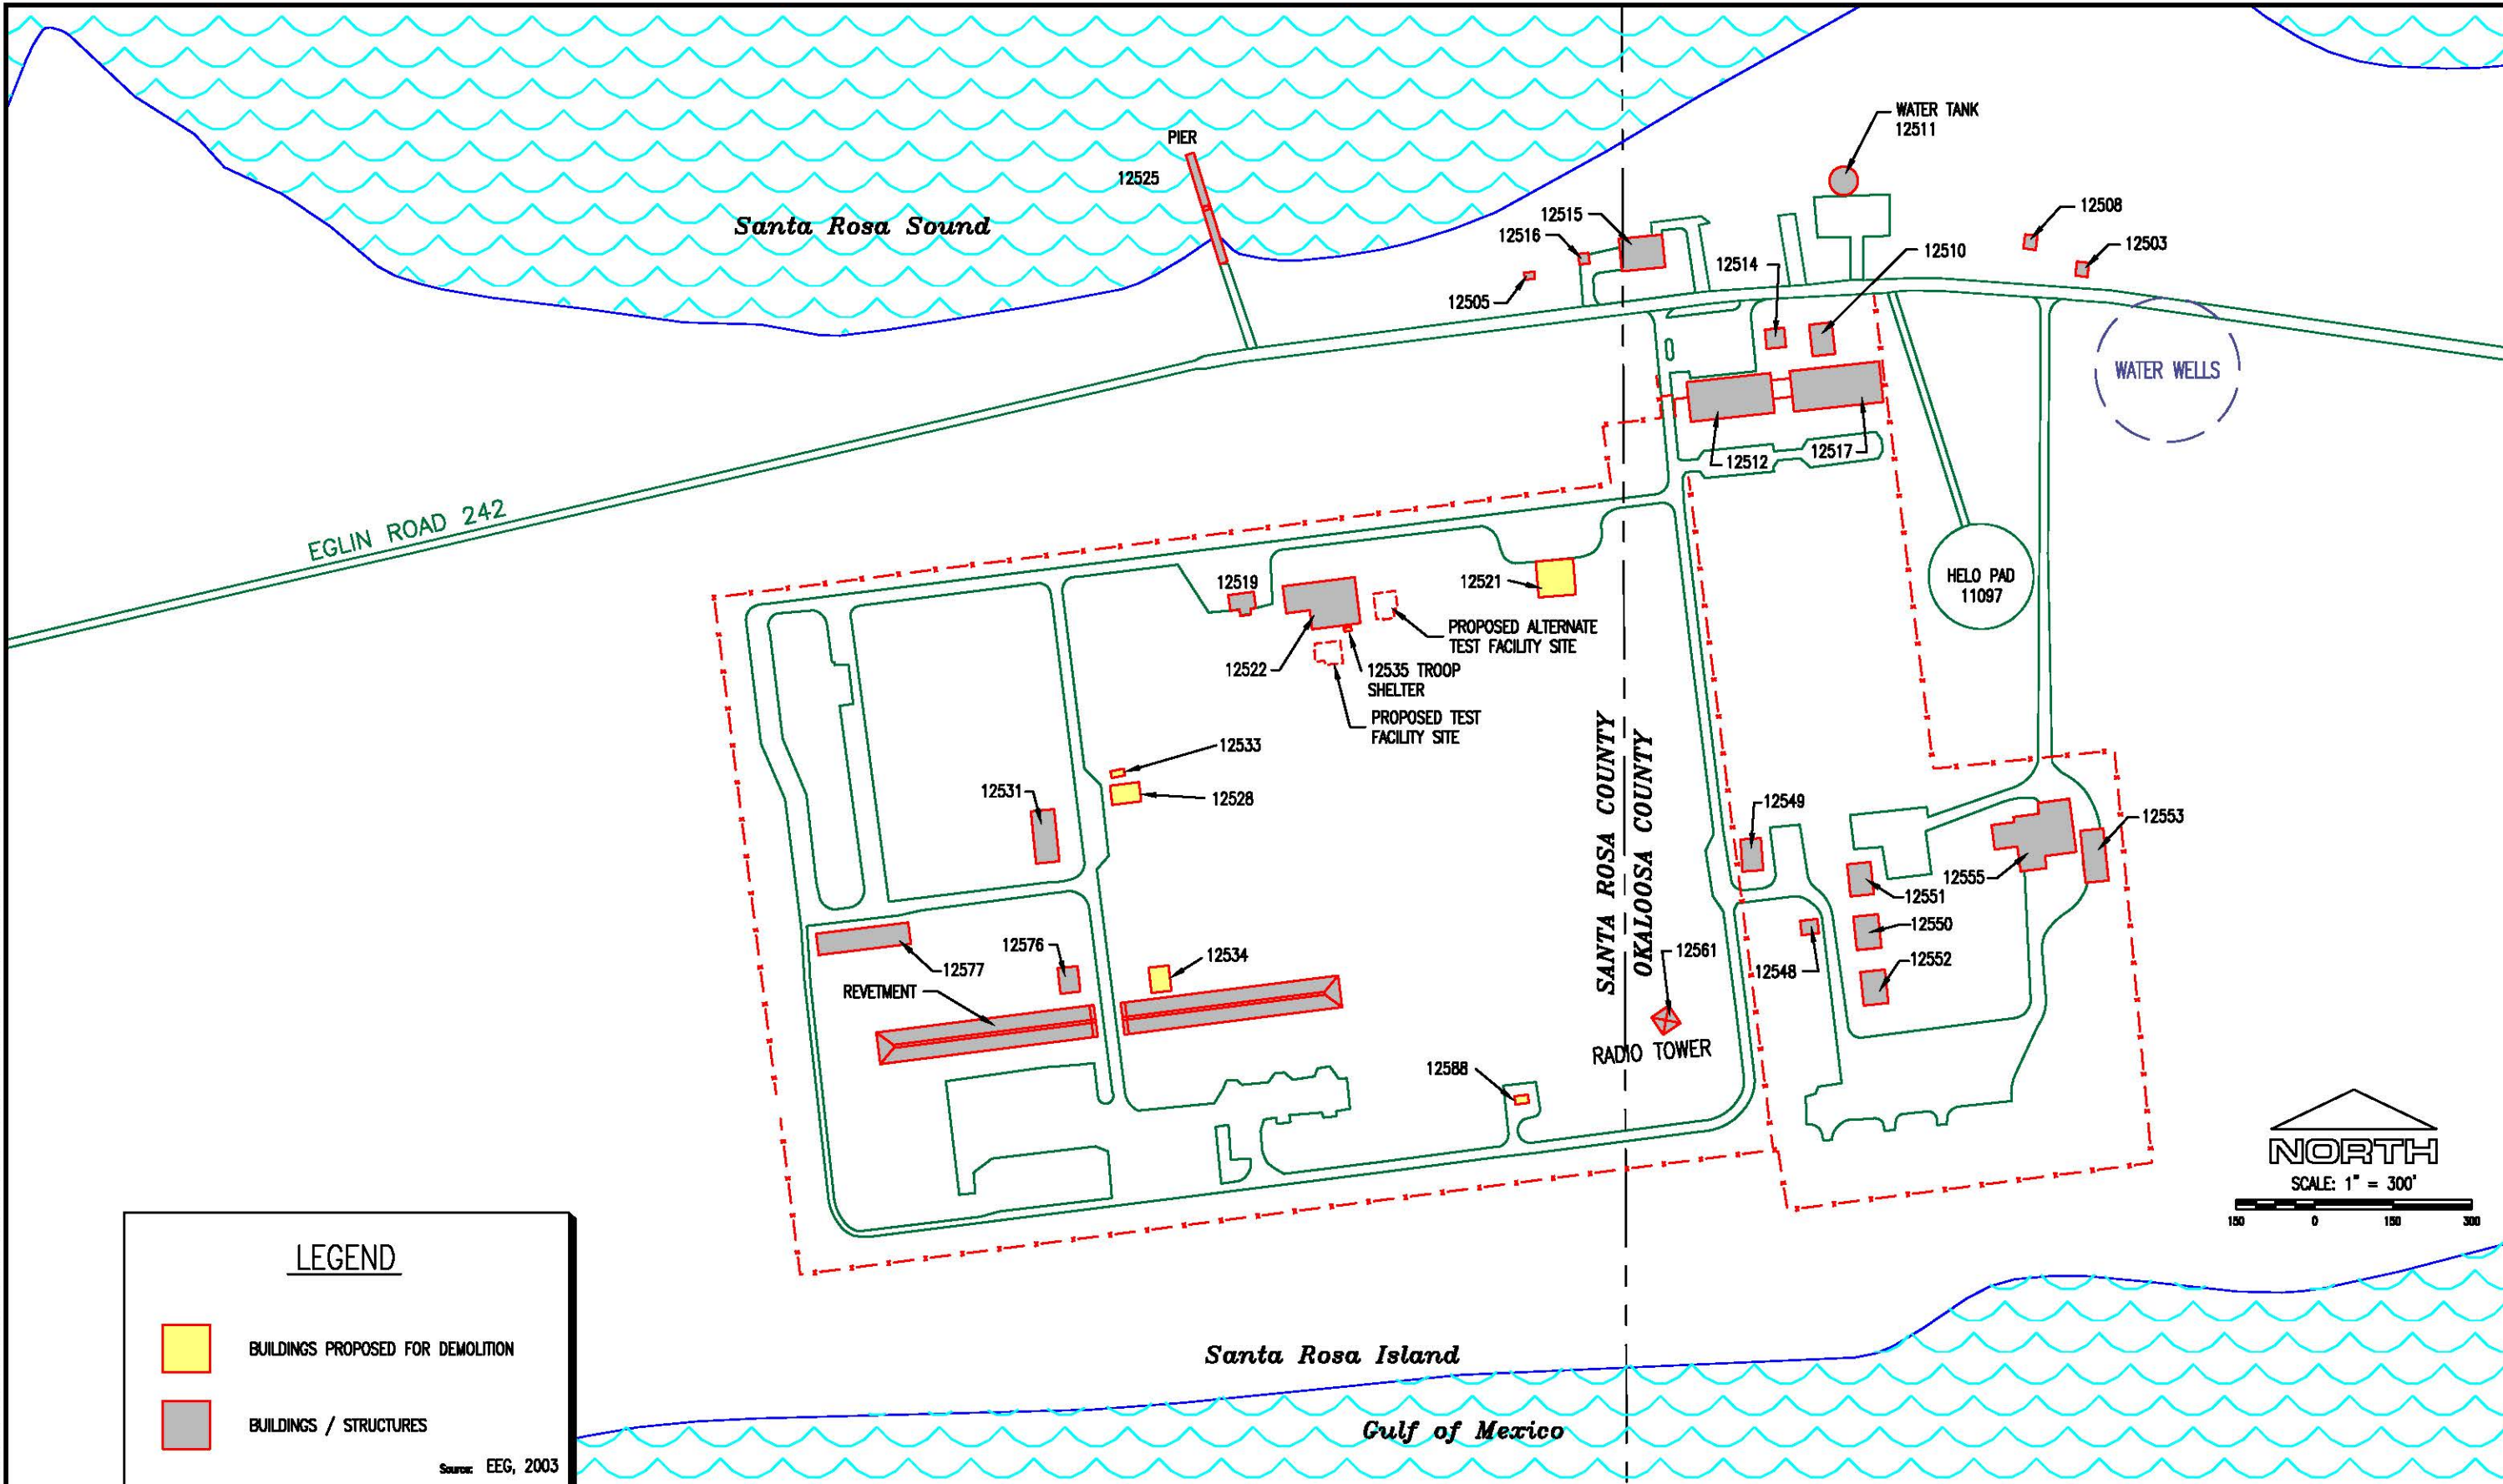 WATER TANK
12511
PIER
12525
Santa Rosa Sound
12515
12516
12505
12514
12510
12508
12503
WATER WELLS
12512
12517
EGLIN ROAD 242
HELO PAD
11097
12519
12521
PROPOSED ALTERNATE
TEST FACILITY SITE
12522
12535 TROOP
SHELTER
PROPOSED TEST
FACILITY SITE
SANTA ROSA COUNTY
OKALOOSA COUNTY
12533
12528
12531
12549
12553
12555
12551
12550
12552
12548
12561
RADIO TOWER
12576
12534
12577
REVETMENT
12588
NORTH
SCALE: 1" = 300'
150 0 150 300
LEGEND
BUILDINGS PROPOSED FOR DEMOLITION
BUILDINGS / STRUCTURES
Source: EEG, 2003
Santa Rosa Island
Gulf of Mexico